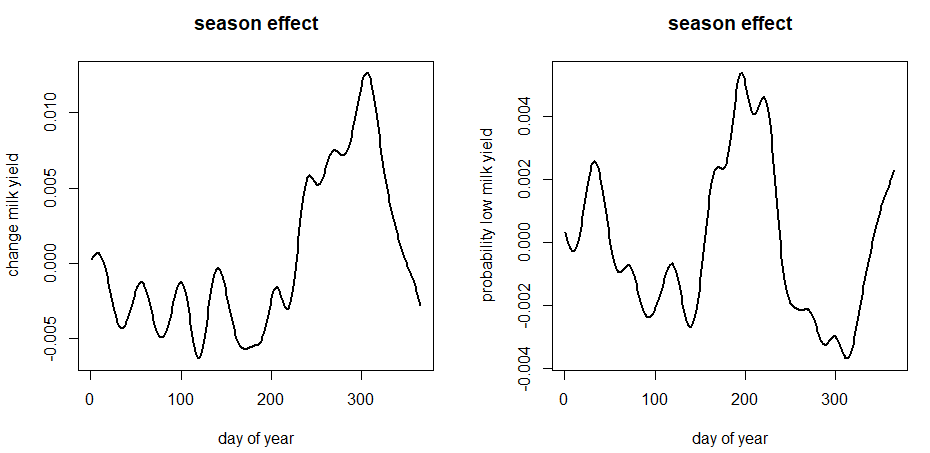 season effect
change milk yield
-0.005 0.000 0.005 0.010
0 100 200 300
day of year
season effect
probability low milk yield
-0.004 -0.002 0.000 0.002 0.004
0 100 200 300
day of year